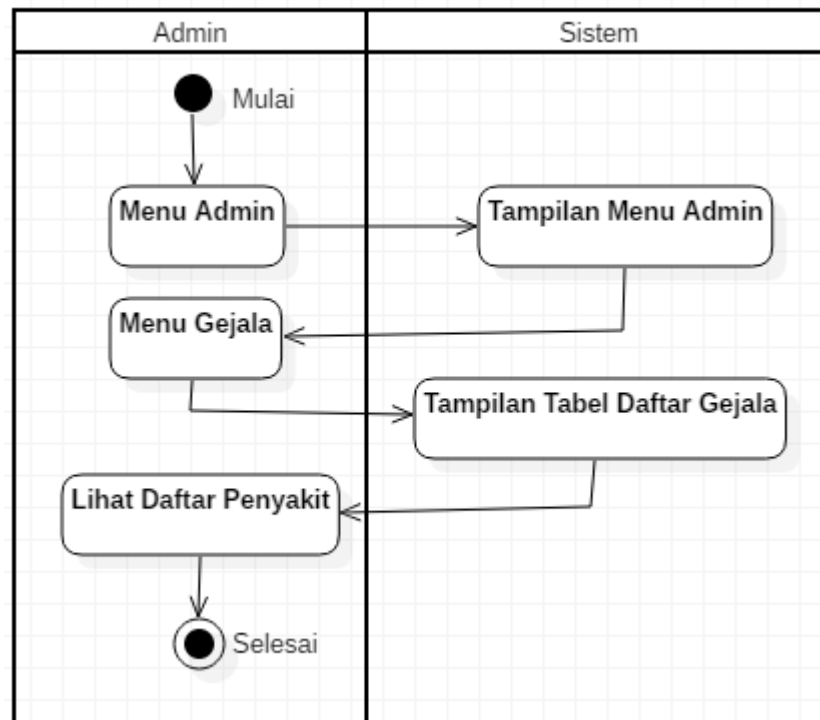 Admin
Sistem
Mulai
Menu Admin
Tampilan Menu Admin
Menu Gejala
Tampilan Tabel Daftar Gejala
Lihat Daftar Penyakit
Selesai